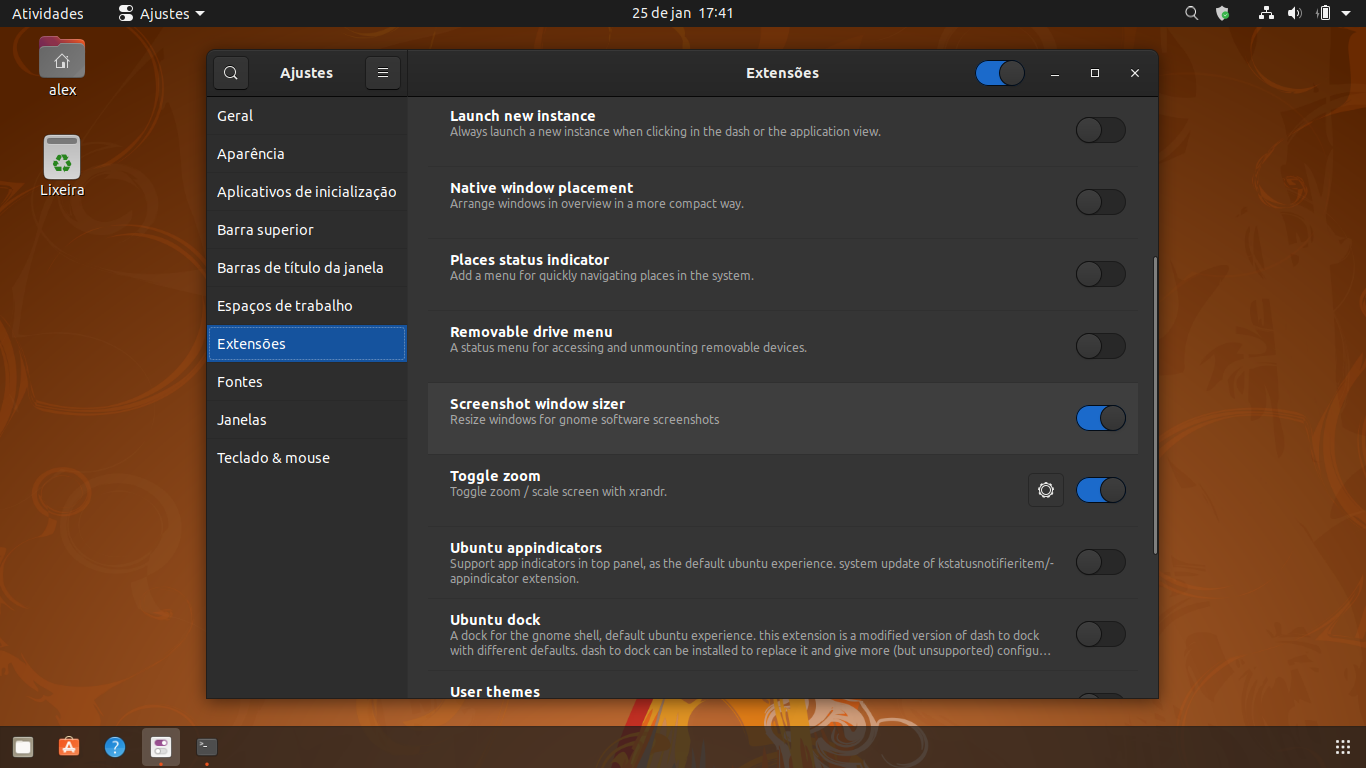 Atividades
Ajustes
25 de jan 17:41
alex
Lixeira
Ajustes
Extensões
Geral
Aparência
Aplicativos de inicialização
Barra superior
Barras de título da janela
Espaços de trabalho
Extensões
Fontes
Janelas
Teclado & mouse
Launch new instance
Always launch a new instance when clicking in the dash or the application view.
Native window placement
Arrange windows in overview in a more compact way.
Places status indicator
Add a menu for quickly navigating places in the system.
Removable drive menu
A status menu for accessing and unmounting removable devices.
Screenshot window sizer
Resize windows for gnome software screenshots
Toggle zoom
Toggle zoom / scale screen with xrandr.
Ubuntu appindicators
Support app indicators in top panel, as the default ubuntu experience. system update of kstatusnotifieritem/-
appindicator extension.
Ubuntu dock
A dock for the gnome shell, default ubuntu experience. this extension is a modified version of dash to dock
with different defaults. dash to dock can be installed to replace it and give more (but unsupported) configu…
User themes